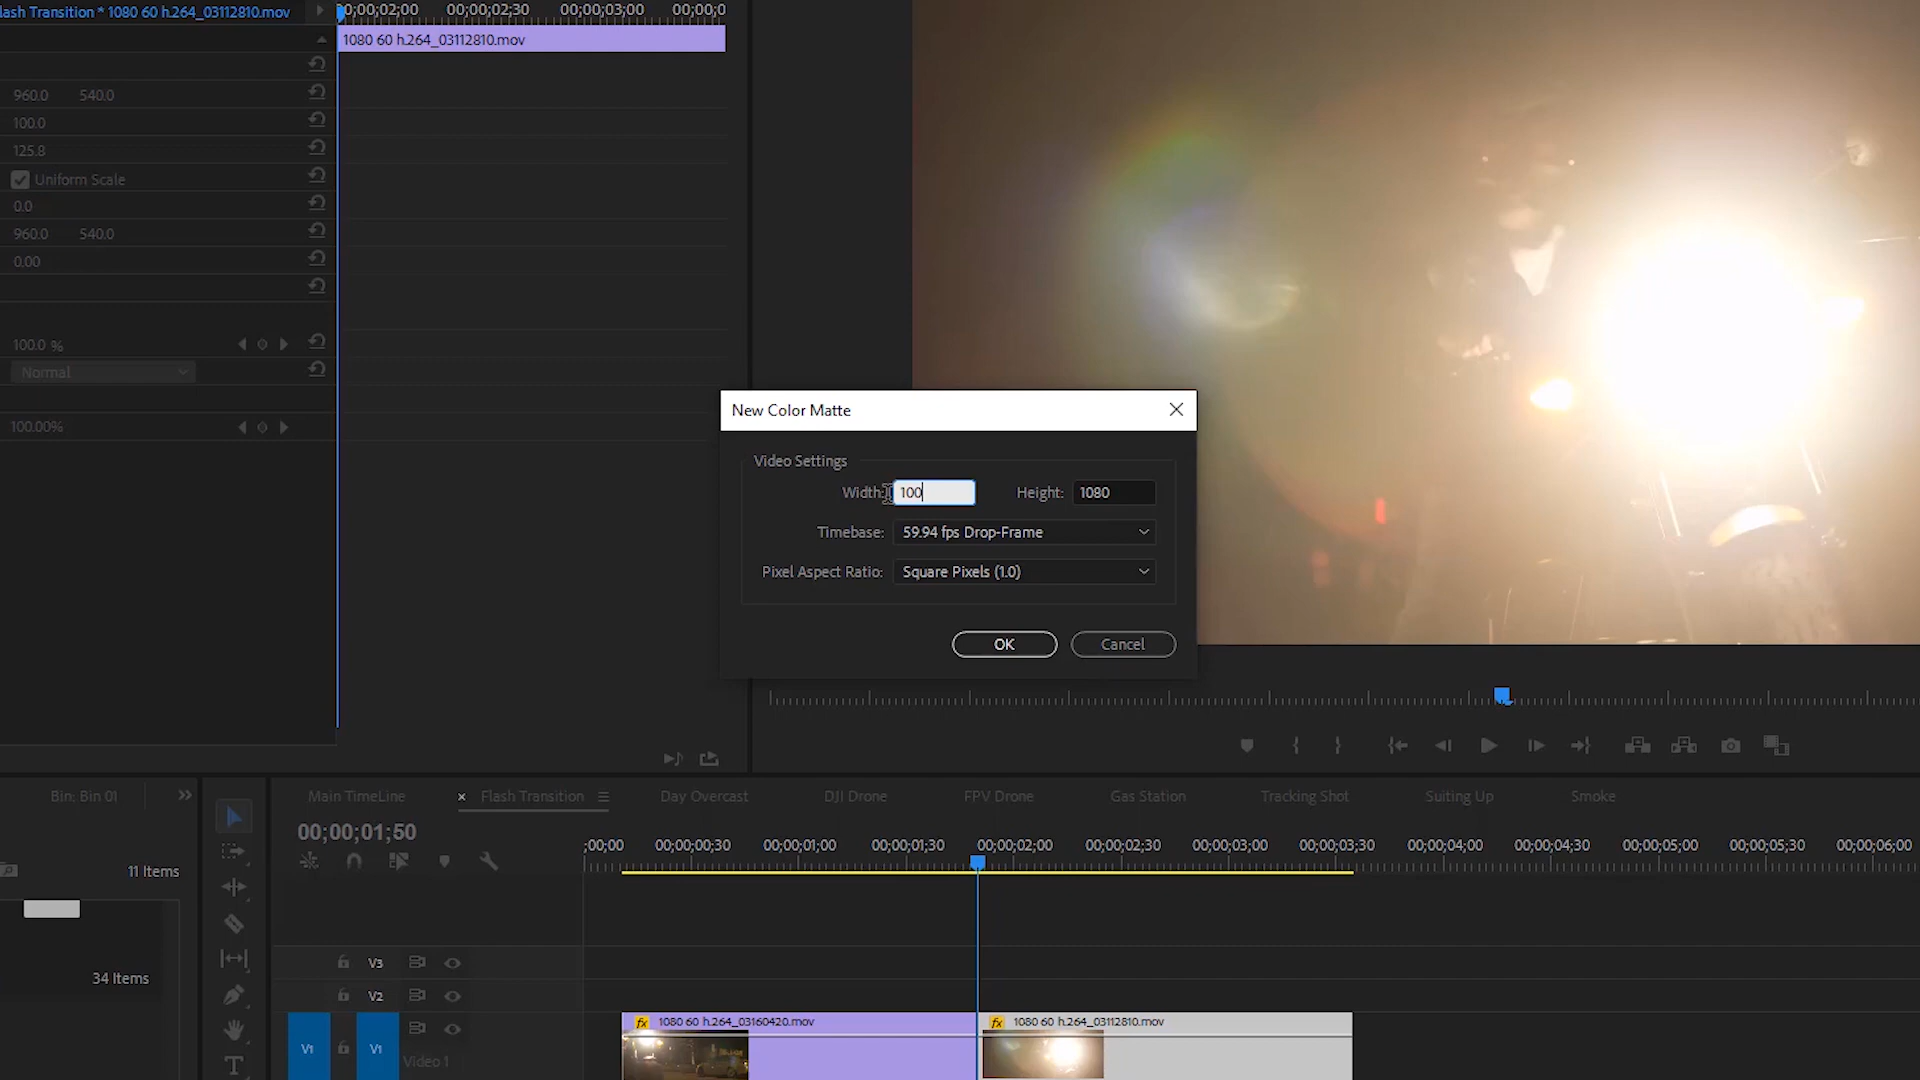 lash Transition * 1080 60 h.264_03112810.mov
00;00;02;00 00;00;02;30 00;00;03;00 00;00;0
1080 60 h.264_03112810.mov
960.0 540.0
100.0
125.8
Uniform Scale
0.0
960.0 540.0
0.00
100.0 %
Normal
100.00%
New Color Matte
Video Settings
Width: 100 Height: 1080
Timebase: 59.94 fps Drop-Frame
Pixel Aspect Ratio: Square Pixels (1.0)
OK Cancel
Bin: Bin 01
Main TimeLine × Flash Transition Day Overcast DJI Drone FPV Drone Gas Station Tracking Shot Suiting Up Smoke
00;00;01;50
;00;00 00;00;00;30 00;00;01;00 00;00;01;30 00;00;02;00 00;00;02;30 00;00;03;00 00;00;03;30 00;00;04;00 00;00;04;30 00;00;05;00 00;00;05;30 00;00;06;00
11 Items
34 Items
V3
V2
fx 1080 60 h.264_03160420.mov fx 1080 60 h.264_03112810.mov
V1 V1 Video 1